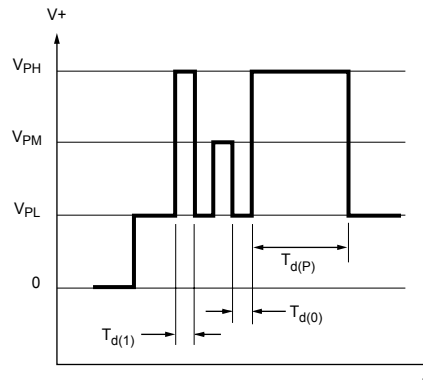 V+
V_PH
V_PM
V_PL
0
T_d(P)
T_d(0)
T_d(1)